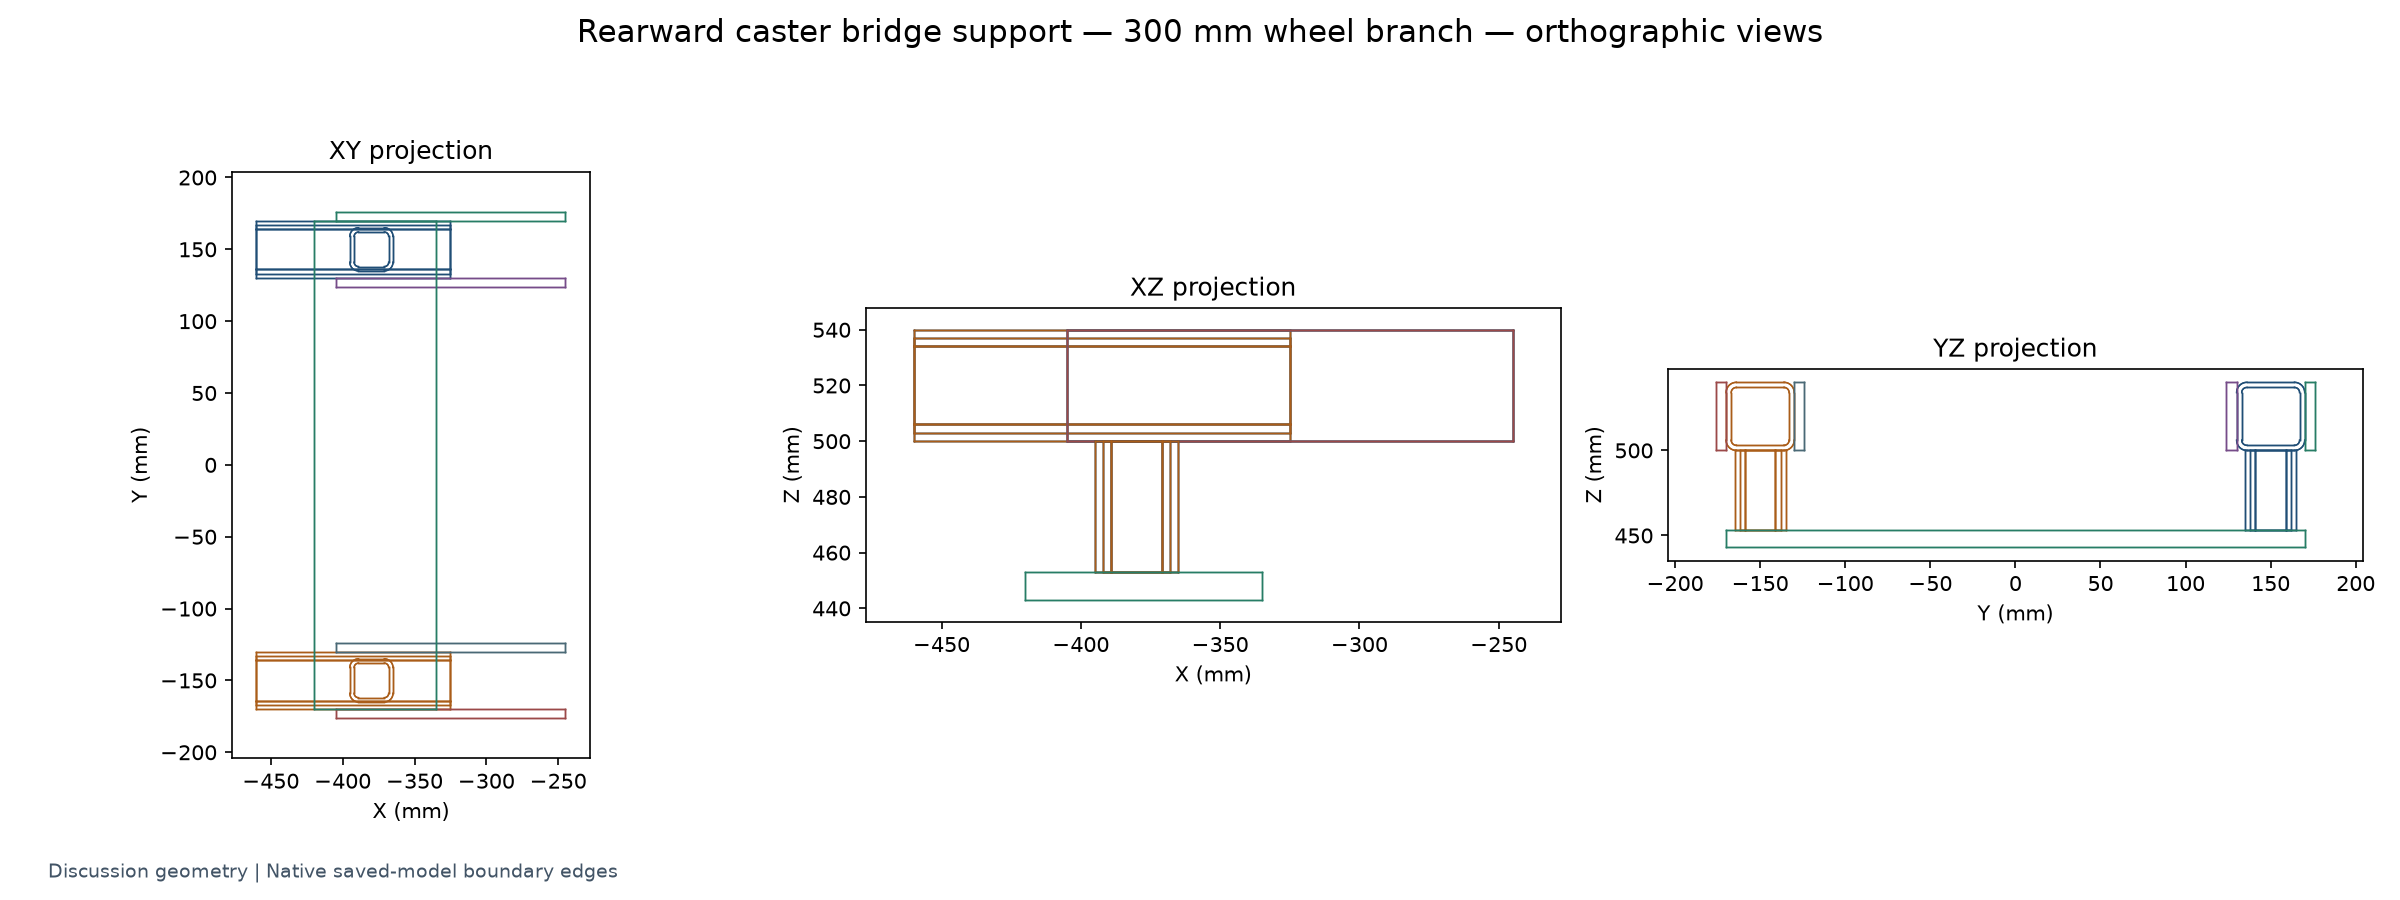 Rearward caster bridge support — 300 mm wheel branch — orthographic views
XY projection
200
150
100
50
0
−50
−100
−150
−200
Y (mm)
−450 −400 −350 −300 −250
X (mm)
XZ projection
540
520
500
480
460
440
Z (mm)
−450 −400 −350 −300 −250
X (mm)
YZ projection
500
450
Z (mm)
−200 −150 −100 −50 0 50 100 150 200
Y (mm)
Discussion geometry | Native saved-model boundary edges